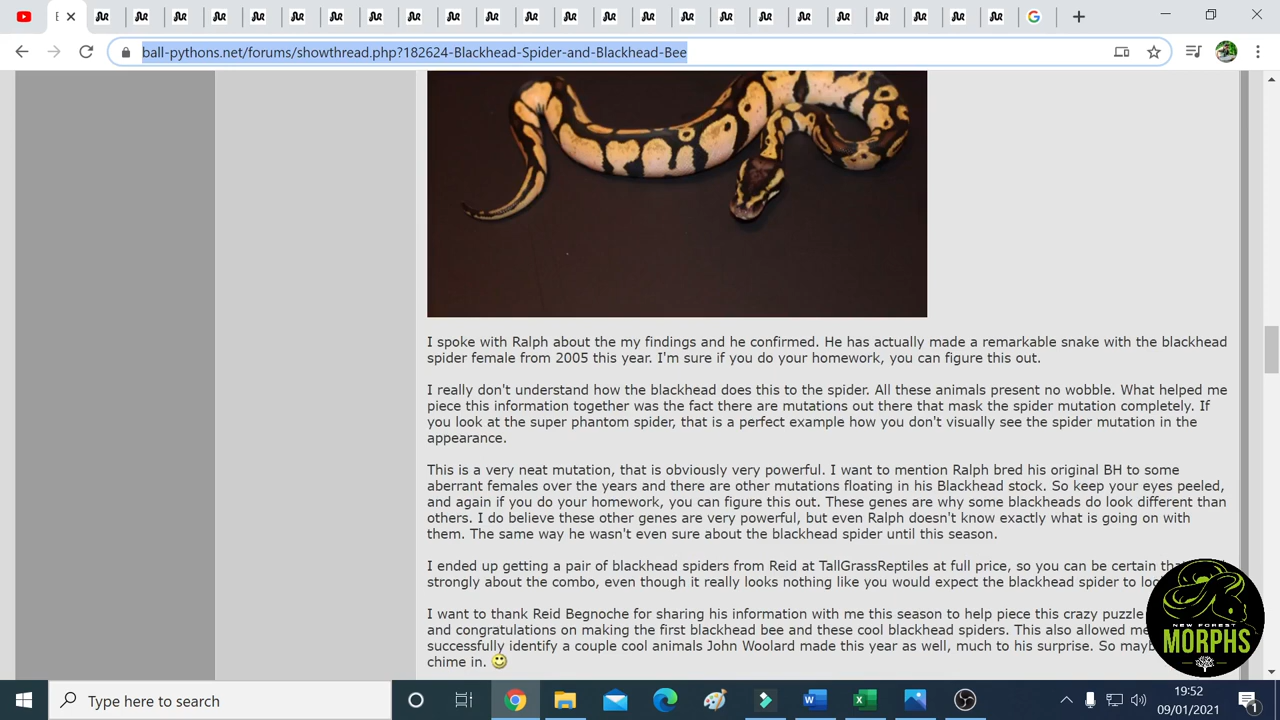 E
ball-pythons.net/forums/showthread.php?182624-Blackhead-Spider-and-Blackhead-Bee
I spoke with Ralph about the my findings and he confirmed. He has actually made a remarkable snake with the blackhead
spider female from 2005 this year. I'm sure if you do your homework, you can figure this out.
I really don't understand how the blackhead does this to the spider. All these animals present no wobble. What helped me
piece this information together was the fact there are mutations out there that mask the spider mutation completely. If
you look at the super phantom spider, that is a perfect example how you don't visually see the spider mutation in the
appearance.
This is a very neat mutation, that is obviously very powerful. I want to mention Ralph bred his original BH to some
aberrant females over the years and there are other mutations floating in his Blackhead stock. So keep your eyes peeled,
and again if you do your homework, you can figure this out. These genes are why some blackheads do look different than
others. I do believe these other genes are very powerful, but even Ralph doesn't know exactly what is going on with
them. The same way he wasn't even sure about the blackhead spider until this season.
I ended up getting a pair of blackhead spiders from Reid at TallGrassReptiles at full price, so you can be certain
strongly about the combo, even though it really looks nothing like you would expect the blackhead spider to
I want to thank Reid Begnoche for sharing his information with me this season to help piece this crazy puzzle
and congratulations on making the first blackhead bee and these cool blackhead spiders. This also allowed me
successfully identify a couple cool animals John Woolard made this year as well, much to his surprise. So
chime in.
NEW FOREST
MORPHS
Type here to search
19:52
09/01/2021
1